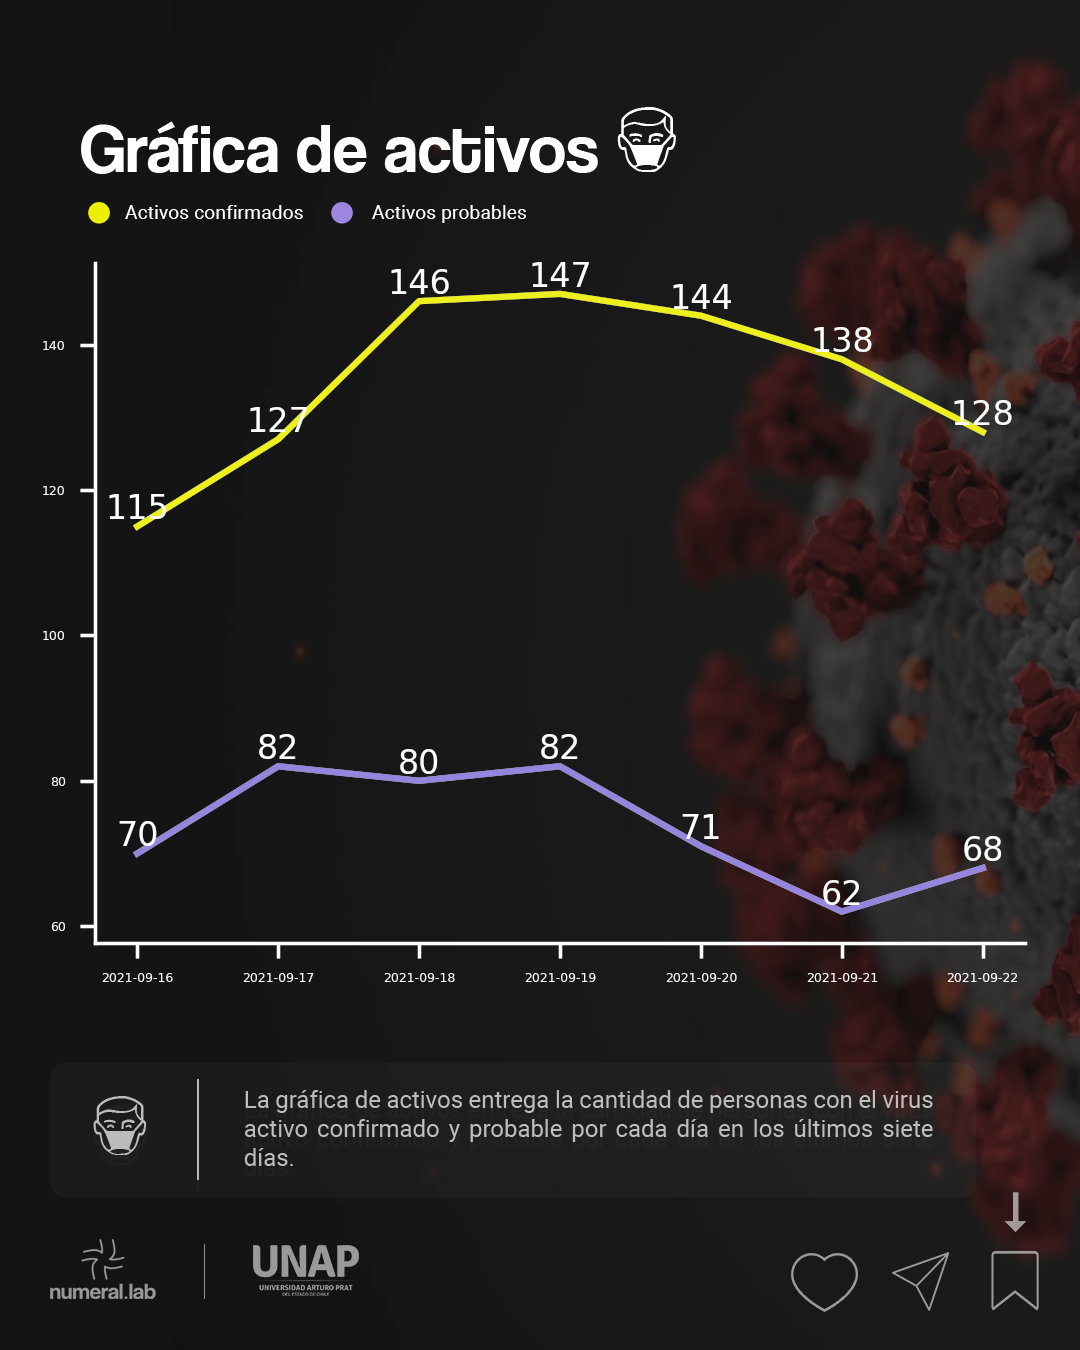 Gráfica de activos
Activos confirmados Activos probables
147
146
144
140
138
128
127
120
115
100
82 82
80
80
71
70
68
62
60
2021-09-16 2021-09-17 2021-09-18 2021-09-19 2021-09-20 2021-09-21 2021-09-22
La gráfica de activos entrega la cantidad de personas con el virus
activo confirmado y probable por cada día en los últimos siete
días.
numeral.lab
UNAP
UNIVERSIDAD ARTURO PRAT
DEL ESTADO DE CHILE